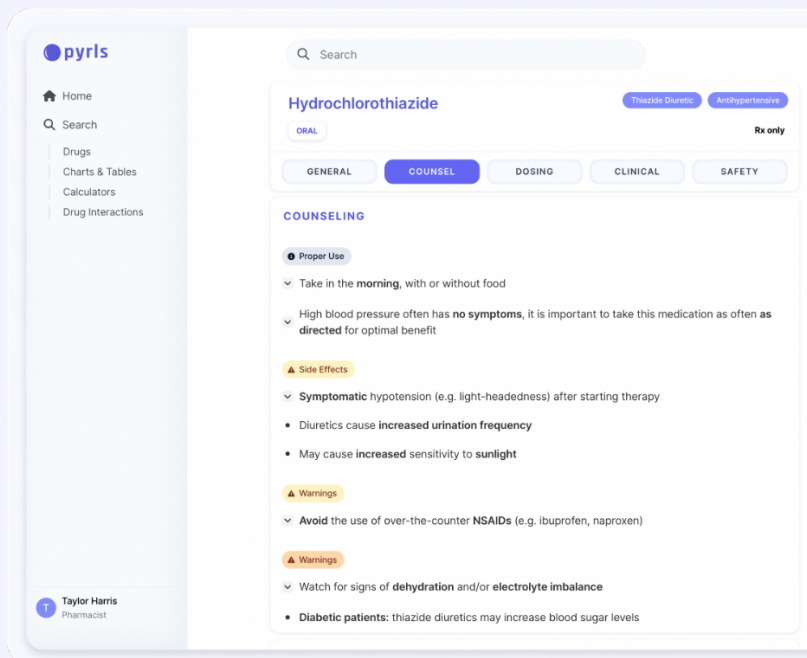 pyrls
Home
Search
Drugs
Charts & Tables
Calculators
Drug Interactions
T
Taylor Harris
Pharmacist
Search
Hydrochlorothiazide
Thiazide Diuretic
Antihypertensive
ORAL
Rx only
GENERAL
COUNSEL
DOSING
CLINICAL
SAFETY
COUNSELING
Proper Use
Take in the morning, with or without food
High blood pressure often has no symptoms, it is important to take this medication as often as
directed for optimal benefit
Side Effects
Symptomatic hypotension (e.g. light-headedness) after starting therapy
Diuretics cause increased urination frequency
May cause increased sensitivity to sunlight
Warnings
Avoid the use of over-the-counter NSAIDs (e.g. ibuprofen, naproxen)
Warnings
Watch for signs of dehydration and/or electrolyte imbalance
Diabetic patients: thiazide diuretics may increase blood sugar levels